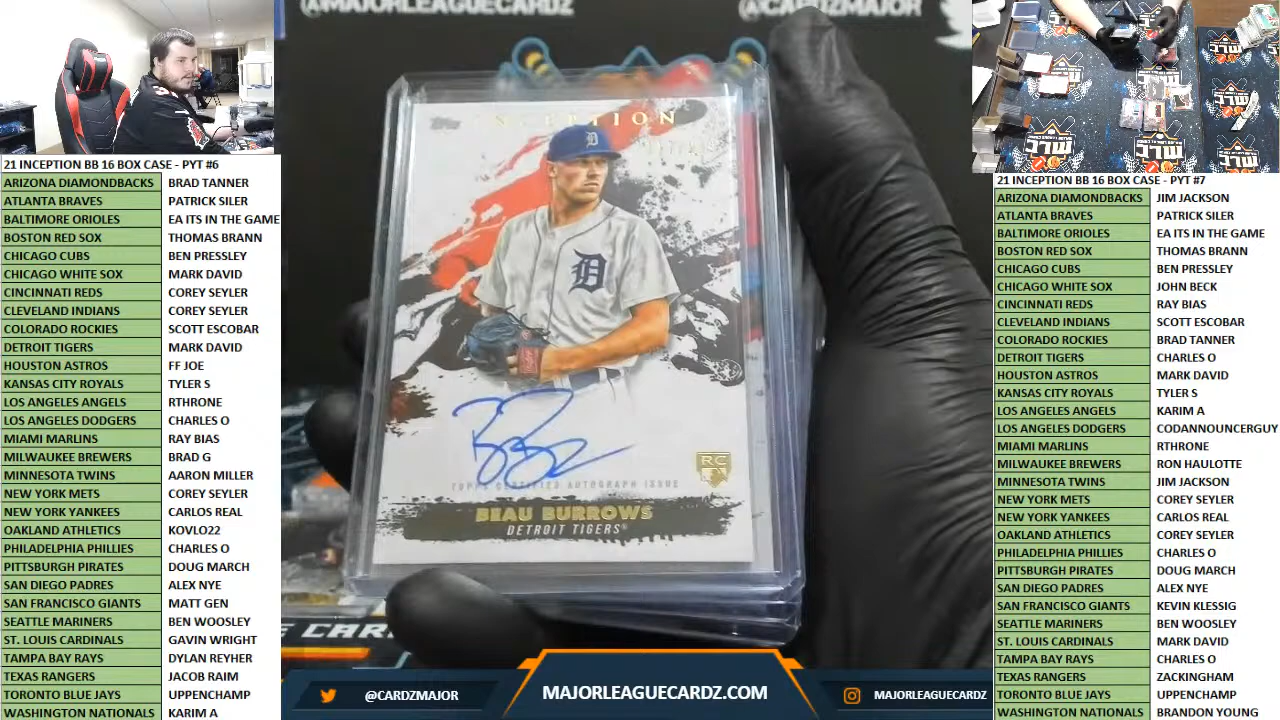 @MAJORLEAGUECARDZ
@CARDZMAJOR
21 INCEPTION BB 16 BOX CASE - PYT #6
ARIZONA DIAMONDBACKS BRAD TANNER
ATLANTA BRAVES PATRICK SILER
BALTIMORE ORIOLES EA ITS IN THE GAME
BOSTON RED SOX THOMAS BRANN
CHICAGO CUBS BEN PRESSLEY
CHICAGO WHITE SOX MARK DAVID
CINCINNATI REDS COREY SEYLER
CLEVELAND INDIANS COREY SEYLER
COLORADO ROCKIES SCOTT ESCOBAR
DETROIT TIGERS MARK DAVID
HOUSTON ASTROS FF JOE
KANSAS CITY ROYALS TYLER S
LOS ANGELES ANGELS RTHRONE
LOS ANGELES DODGERS CHARLES O
MIAMI MARLINS RAY BIAS
MILWAUKEE BREWERS BRAD G
MINNESOTA TWINS AARON MILLER
NEW YORK METS COREY SEYLER
NEW YORK YANKEES CARLOS REAL
OAKLAND ATHLETICS KOVLO22
PHILADELPHIA PHILLIES CHARLES O
PITTSBURGH PIRATES DOUG MARCH
SAN DIEGO PADRES ALEX NYE
SAN FRANCISCO GIANTS MATT GEN
SEATTLE MARINERS BEN WOOSLEY
ST. LOUIS CARDINALS GAVIN WRIGHT
TAMPA BAY RAYS DYLAN REYHER
TEXAS RANGERS JACOB RAIM
TORONTO BLUE JAYS UPPENCHAMP
WASHINGTON NATIONALS KARIM A
Topps
INCEPTION
D
D
RC
TOPPS CERTIFIED AUTOGRAPH ISSUE
BEAU BURROWS
DETROIT TIGERS®
@CARDZMAJOR
MAJORLEAGUECARDZ.COM
MAJORLEAGUECARDZ
21 INCEPTION BB 16 BOX CASE - PYT #7
ARIZONA DIAMONDBACKS JIM JACKSON
ATLANTA BRAVES PATRICK SILER
BALTIMORE ORIOLES EA ITS IN THE GAME
BOSTON RED SOX THOMAS BRANN
CHICAGO CUBS BEN PRESSLEY
CHICAGO WHITE SOX JOHN BECK
CINCINNATI REDS RAY BIAS
CLEVELAND INDIANS SCOTT ESCOBAR
COLORADO ROCKIES BRAD TANNER
DETROIT TIGERS CHARLES O
HOUSTON ASTROS MARK DAVID
KANSAS CITY ROYALS TYLER S
LOS ANGELES ANGELS KARIM A
LOS ANGELES DODGERS CODANNOUNCERGUY
MIAMI MARLINS RTHRONE
MILWAUKEE BREWERS RON HAULOTTE
MINNESOTA TWINS JIM JACKSON
NEW YORK METS COREY SEYLER
NEW YORK YANKEES CARLOS REAL
OAKLAND ATHLETICS COREY SEYLER
PHILADELPHIA PHILLIES CHARLES O
PITTSBURGH PIRATES DOUG MARCH
SAN DIEGO PADRES ALEX NYE
SAN FRANCISCO GIANTS KEVIN KLESSIG
SEATTLE MARINERS BEN WOOSLEY
ST. LOUIS CARDINALS MARK DAVID
TAMPA BAY RAYS CHARLES O
TEXAS RANGERS ZACKINGHAM
TORONTO BLUE JAYS UPPENCHAMP
WASHINGTON NATIONALS BRANDON YOUNG